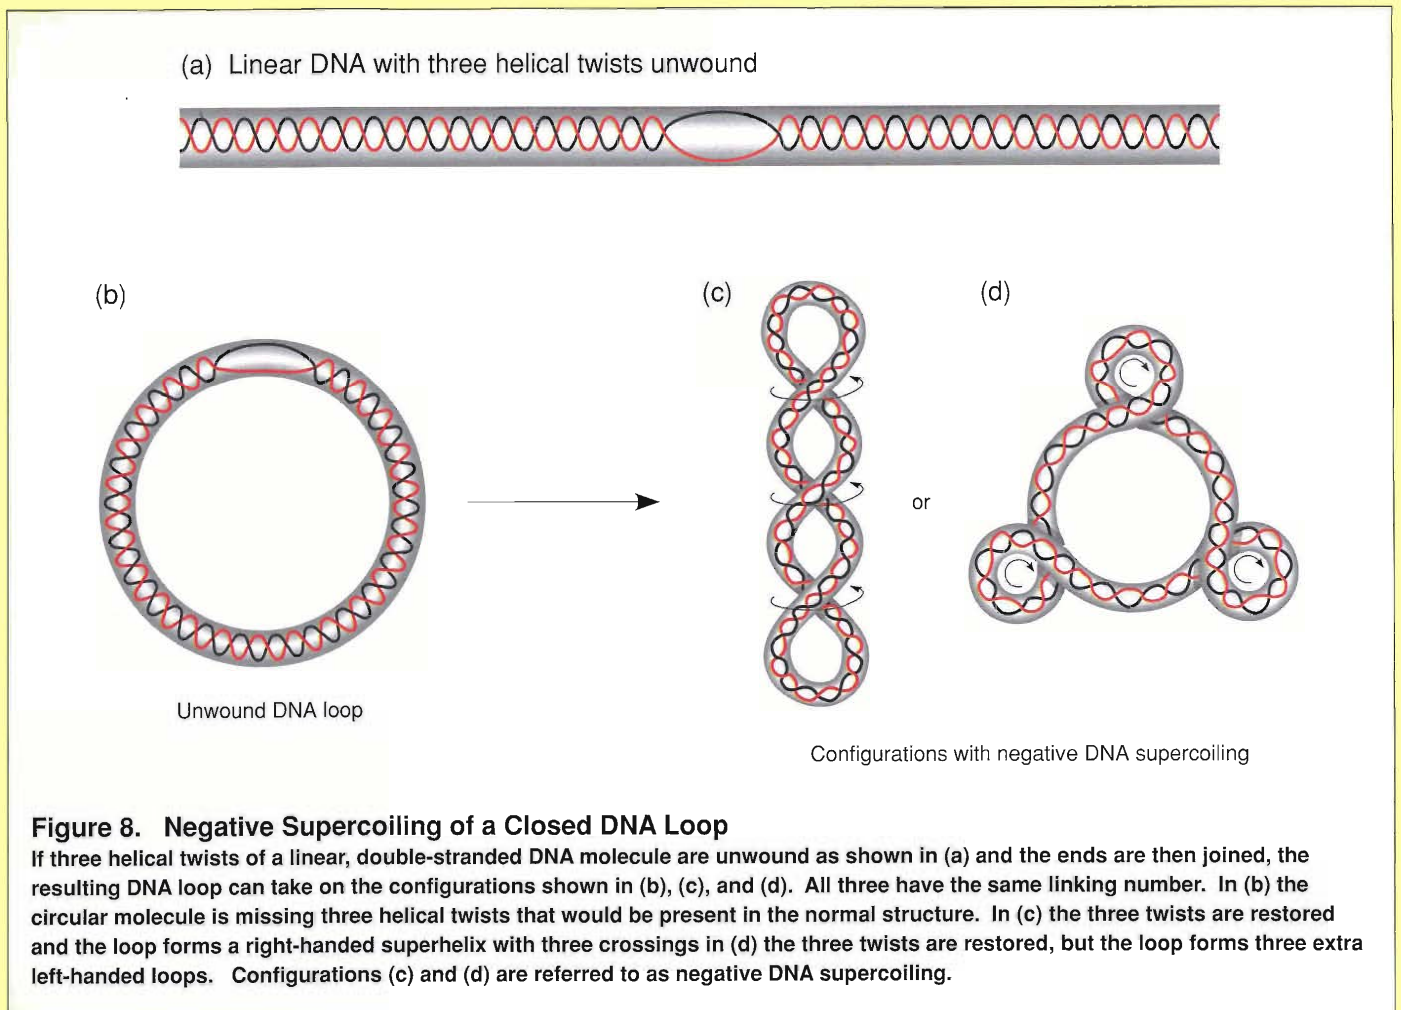 (a) Linear DNA with three helical twists unwound
(b)
(c)
(d)
or
Unwound DNA loop
Configurations with negative DNA supercoiling
Figure 8. Negative Supercoiling of a Closed DNA Loop
If three helical twists of a linear, double-stranded DNA molecule are unwound as shown in (a) and the ends are then joined, the
resulting DNA loop can take on the configurations shown in (b), (c), and (d). All three have the same linking number. In (b) the
circular molecule is missing three helical twists that would be present in the normal structure. In (c) the three twists are restored
and the loop forms a right-handed superhelix with three crossings in (d) the three twists are restored, but the loop forms three extra
left-handed loops. Configurations (c) and (d) are referred to as negative DNA supercoiling.